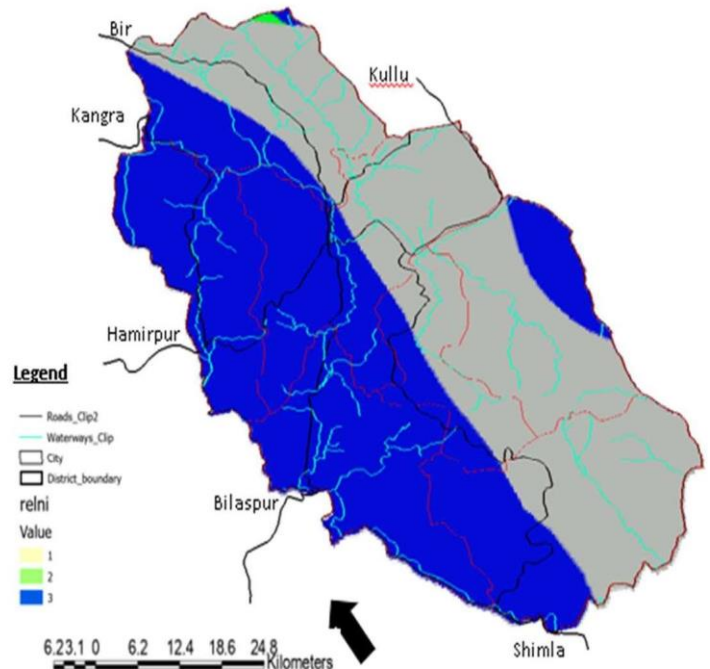 Bir
Kullu
Kangra
Hamirpur
Legend
Roads_Clip2
Waterways_Clip
City
District_boundary
relni
Value
1
2
3
Bilaspur
Shimla
6.23.1 0 6.2 12.4 18.6 24.8
Kilometers